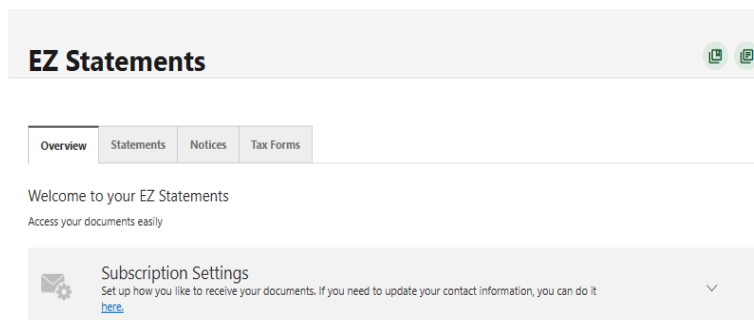 EZ Statements
Overview Statements Notices Tax Forms
Welcome to your EZ Statements
Access your documents easily
Subscription Settings
Set up how you like to receive your documents. If you need to update your contact information, you can do it
here.